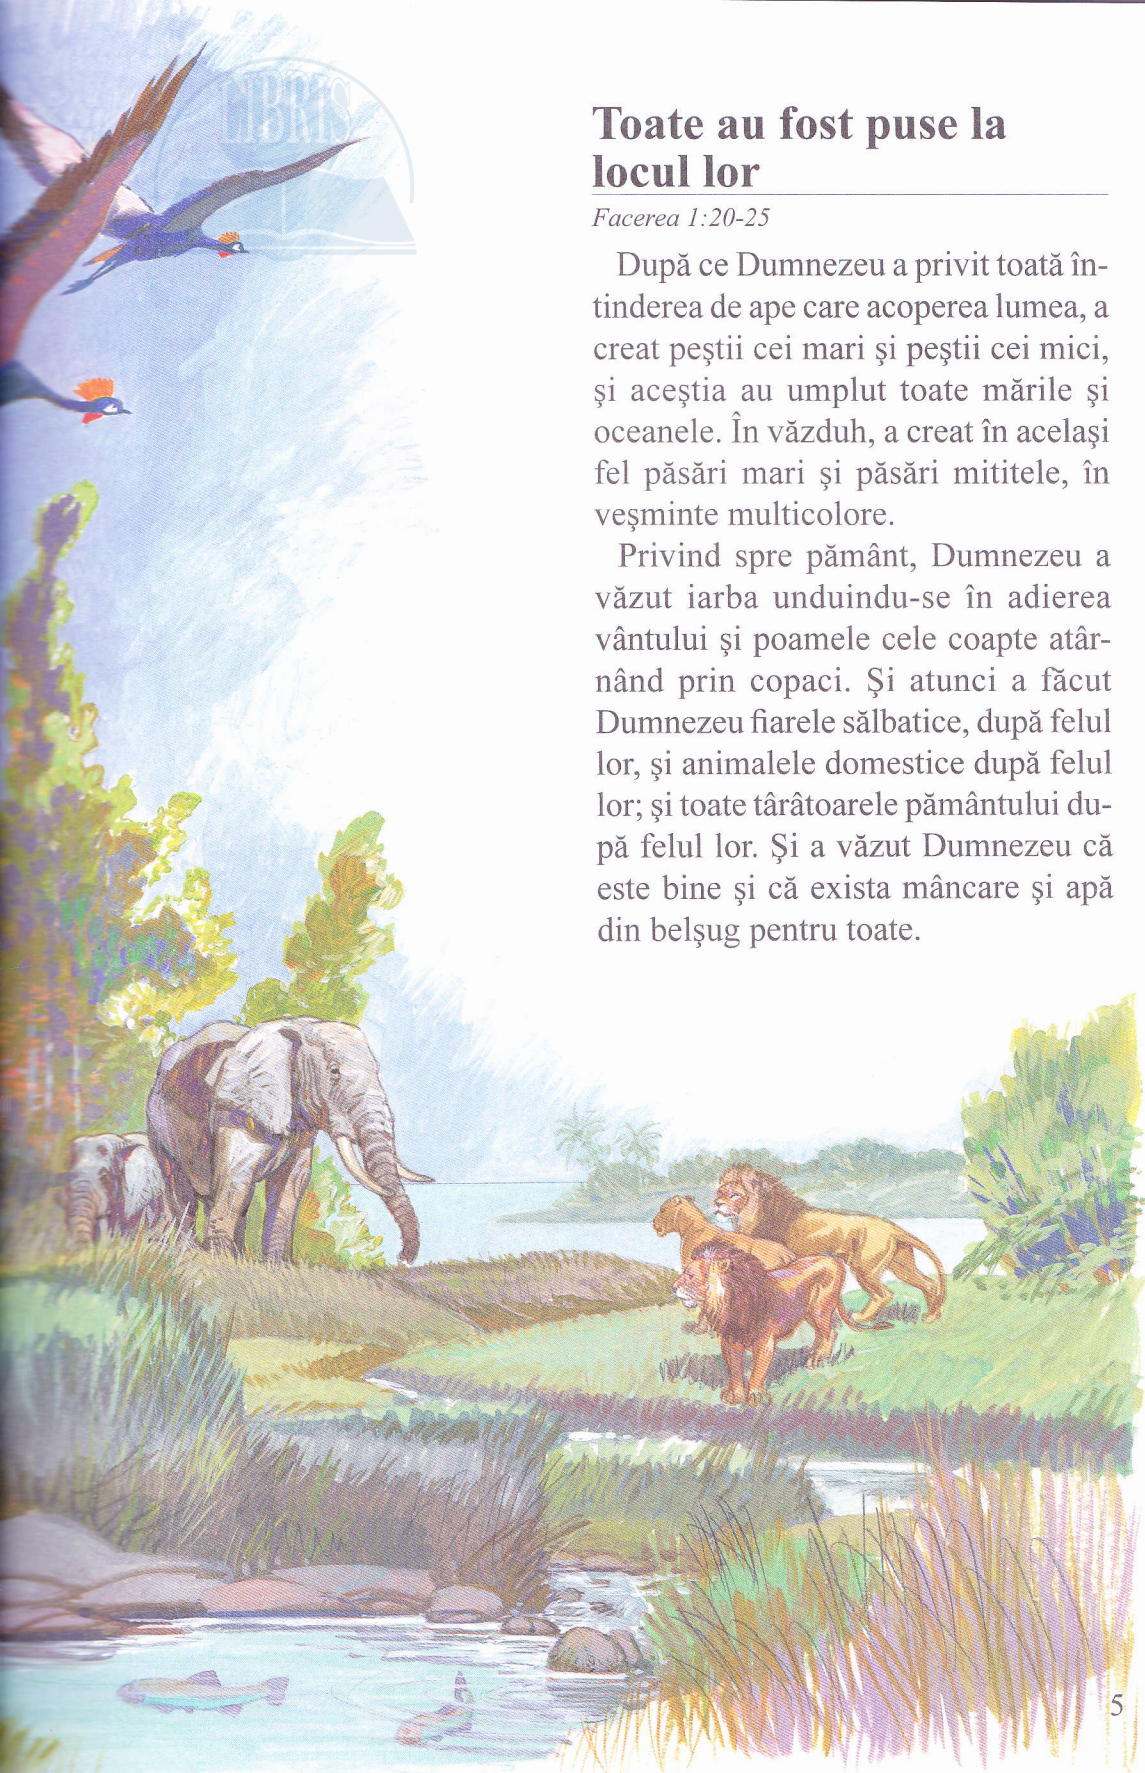 LIBRIS
Toate au fost puse la
locul lor
Facerea 1:20-25
După ce Dumnezeu a privit toată în-
tinderea de ape care acoperea lumea, a
creat peştii cei mari şi peştii cei mici,
şi aceştia au umplut toate mările şi
oceanele. În văzduh, a creat în acelaşi
fel păsări mari şi păsări mititele, în
veşminte multicolore.
Privind spre pământ, Dumnezeu a
văzut iarba unduindu-se în adierea
vântului şi poamele cele coapte atâr-
nând prin copaci. Şi atunci a făcut
Dumnezeu fiarele sălbatice, după felul
lor, şi animalele domestice după felul
lor; şi toate târâtoarele pământului du-
pă felul lor. Şi a văzut Dumnezeu că
este bine şi că exista mâncare şi apă
din belşug pentru toate.
5